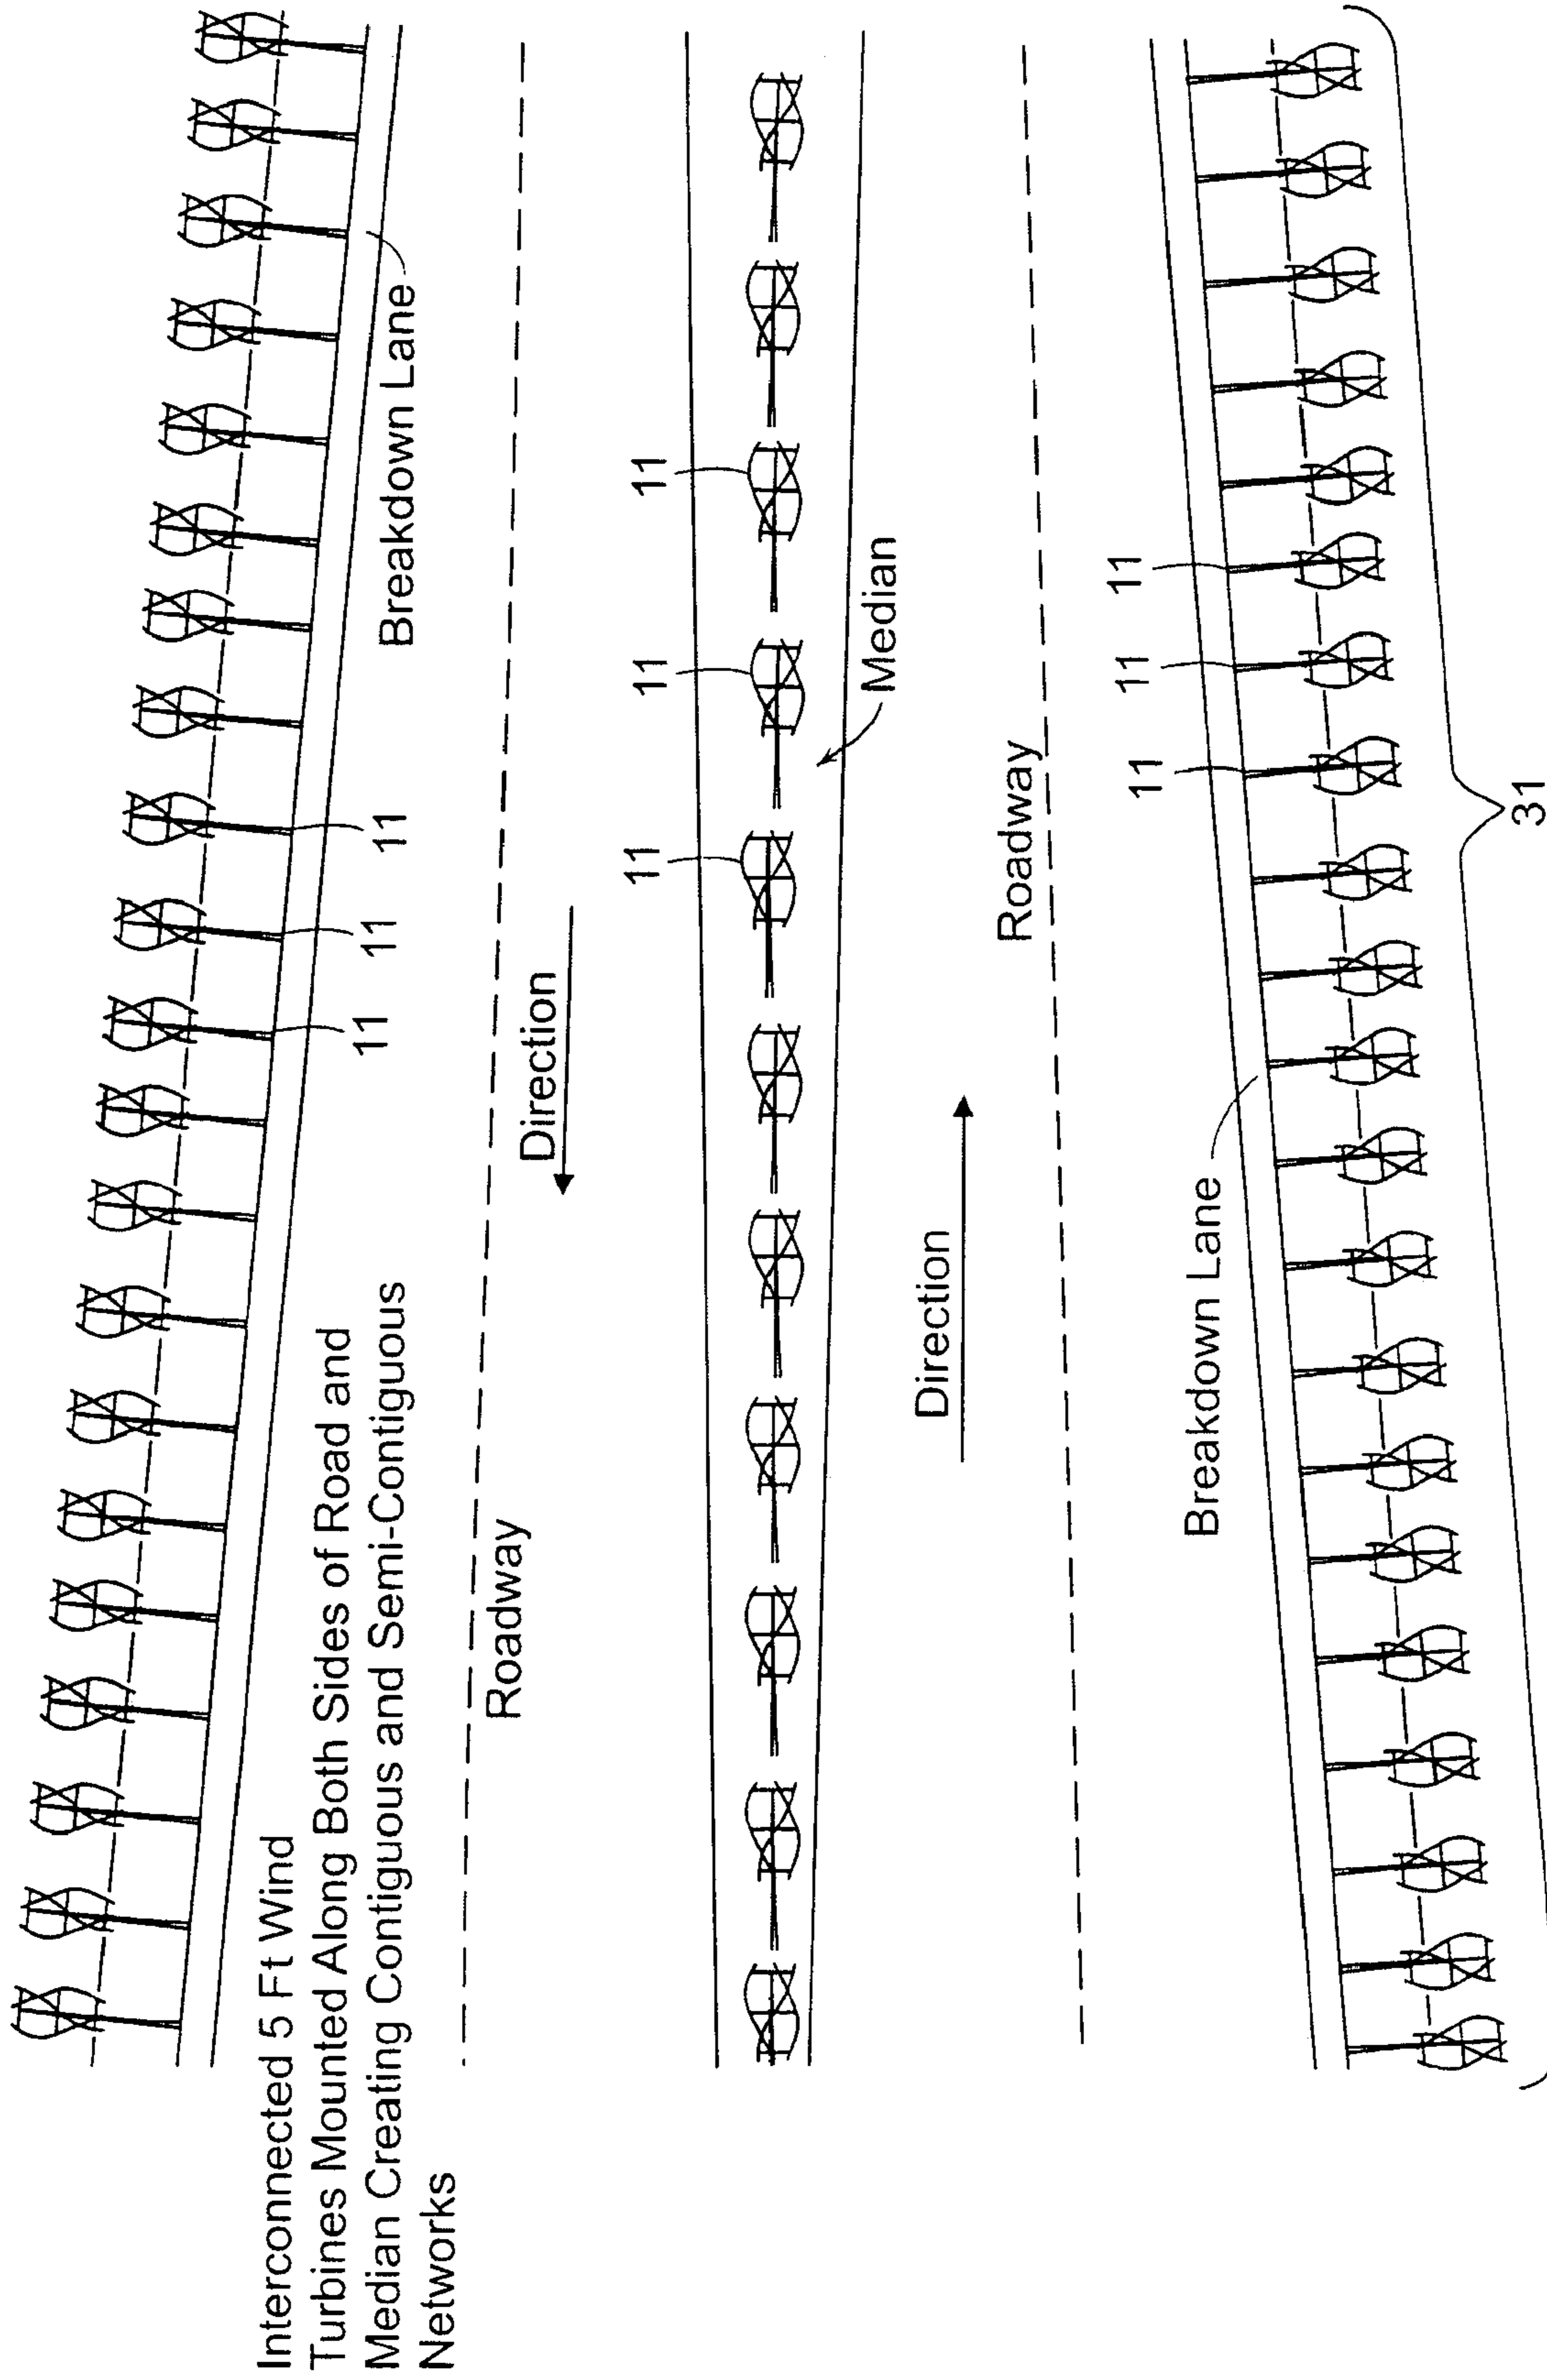 Interconnected 5 Ft Wind
Turbines Mounted Along Both Sides of Road and
Median Creating Contiguous and Semi-Contiguous
Networks
11
11
11
Breakdown Lane
Roadway
Direction
11
11
11
Median
Direction
Roadway
11
11
11
Breakdown Lane
31